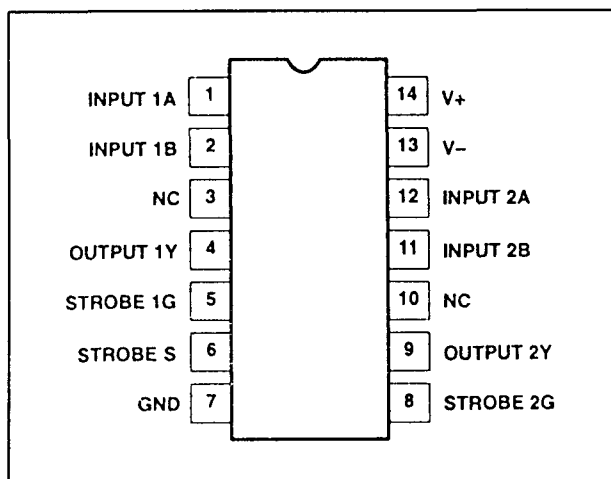 INPUT 1A 1
INPUT 1B 2
NC 3
OUTPUT 1Y 4
STROBE 1G 5
STROBE S 6
GND 7
14 V+
13 V–
12 INPUT 2A
11 INPUT 2B
10 NC
9 OUTPUT 2Y
8 STROBE 2G